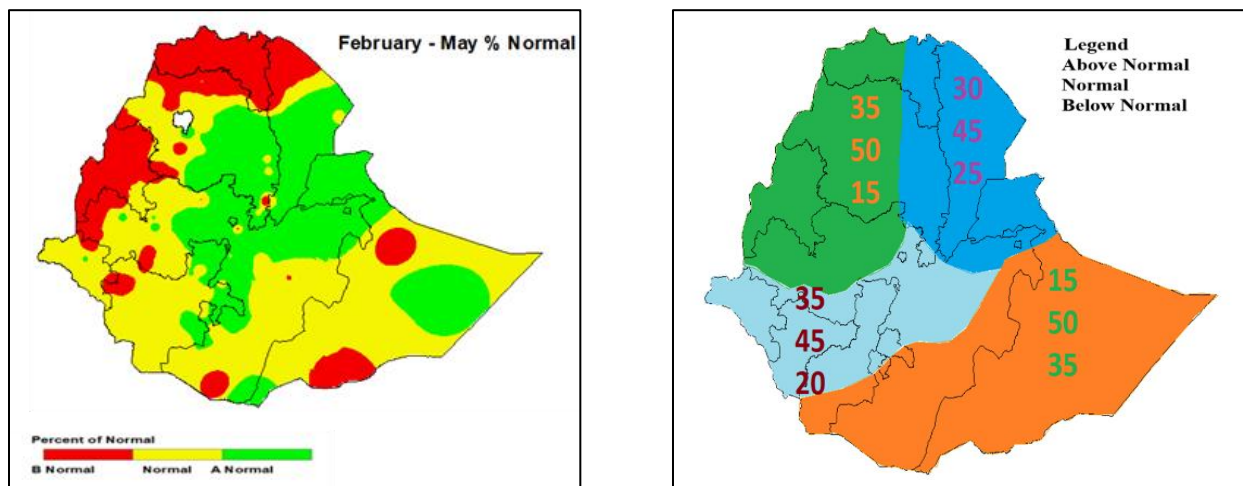 February - May % Normal
Percent of Normal
B Normal Normal A Normal
Legend
Above Normal
Normal
Below Normal
35
50
15
30
45
25
35
45
20
15
50
35